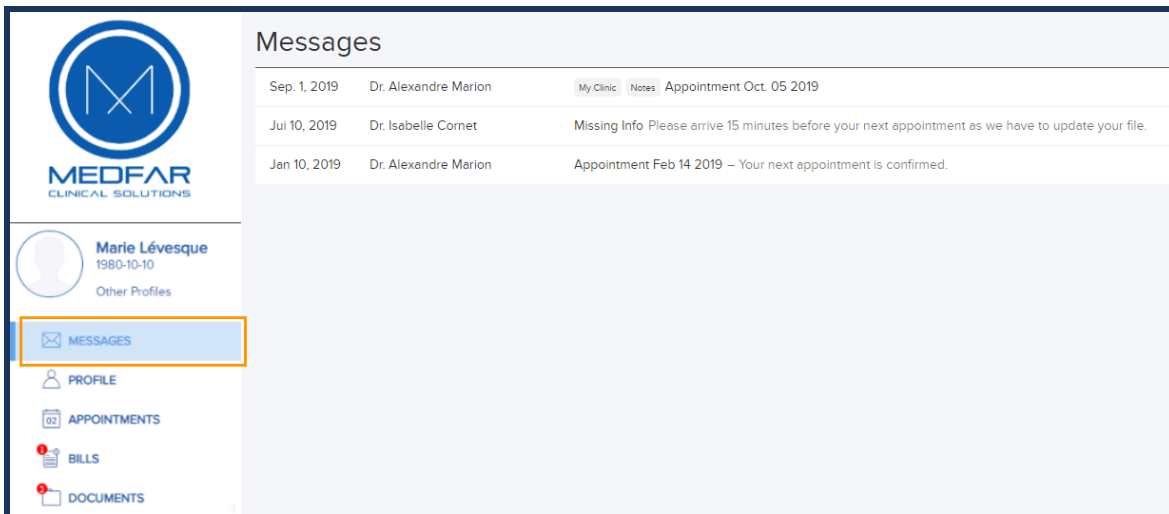 MEDFAR
CLINICAL SOLUTIONS
Marie Lévesque
1980-10-10
Other Profiles
MESSAGES
PROFILE
02 APPOINTMENTS
1 BILLS
DOCUMENTS
Messages
Sep. 1, 2019 Dr. Alexandre Marion My Clinic Notes Appointment Oct. 05 2019
Jui 10, 2019 Dr. Isabelle Cornet Missing Info Please arrive 15 minutes before your next appointment as we have to update your file.
Jan 10, 2019 Dr. Alexandre Marion Appointment Feb 14 2019 – Your next appointment is confirmed.